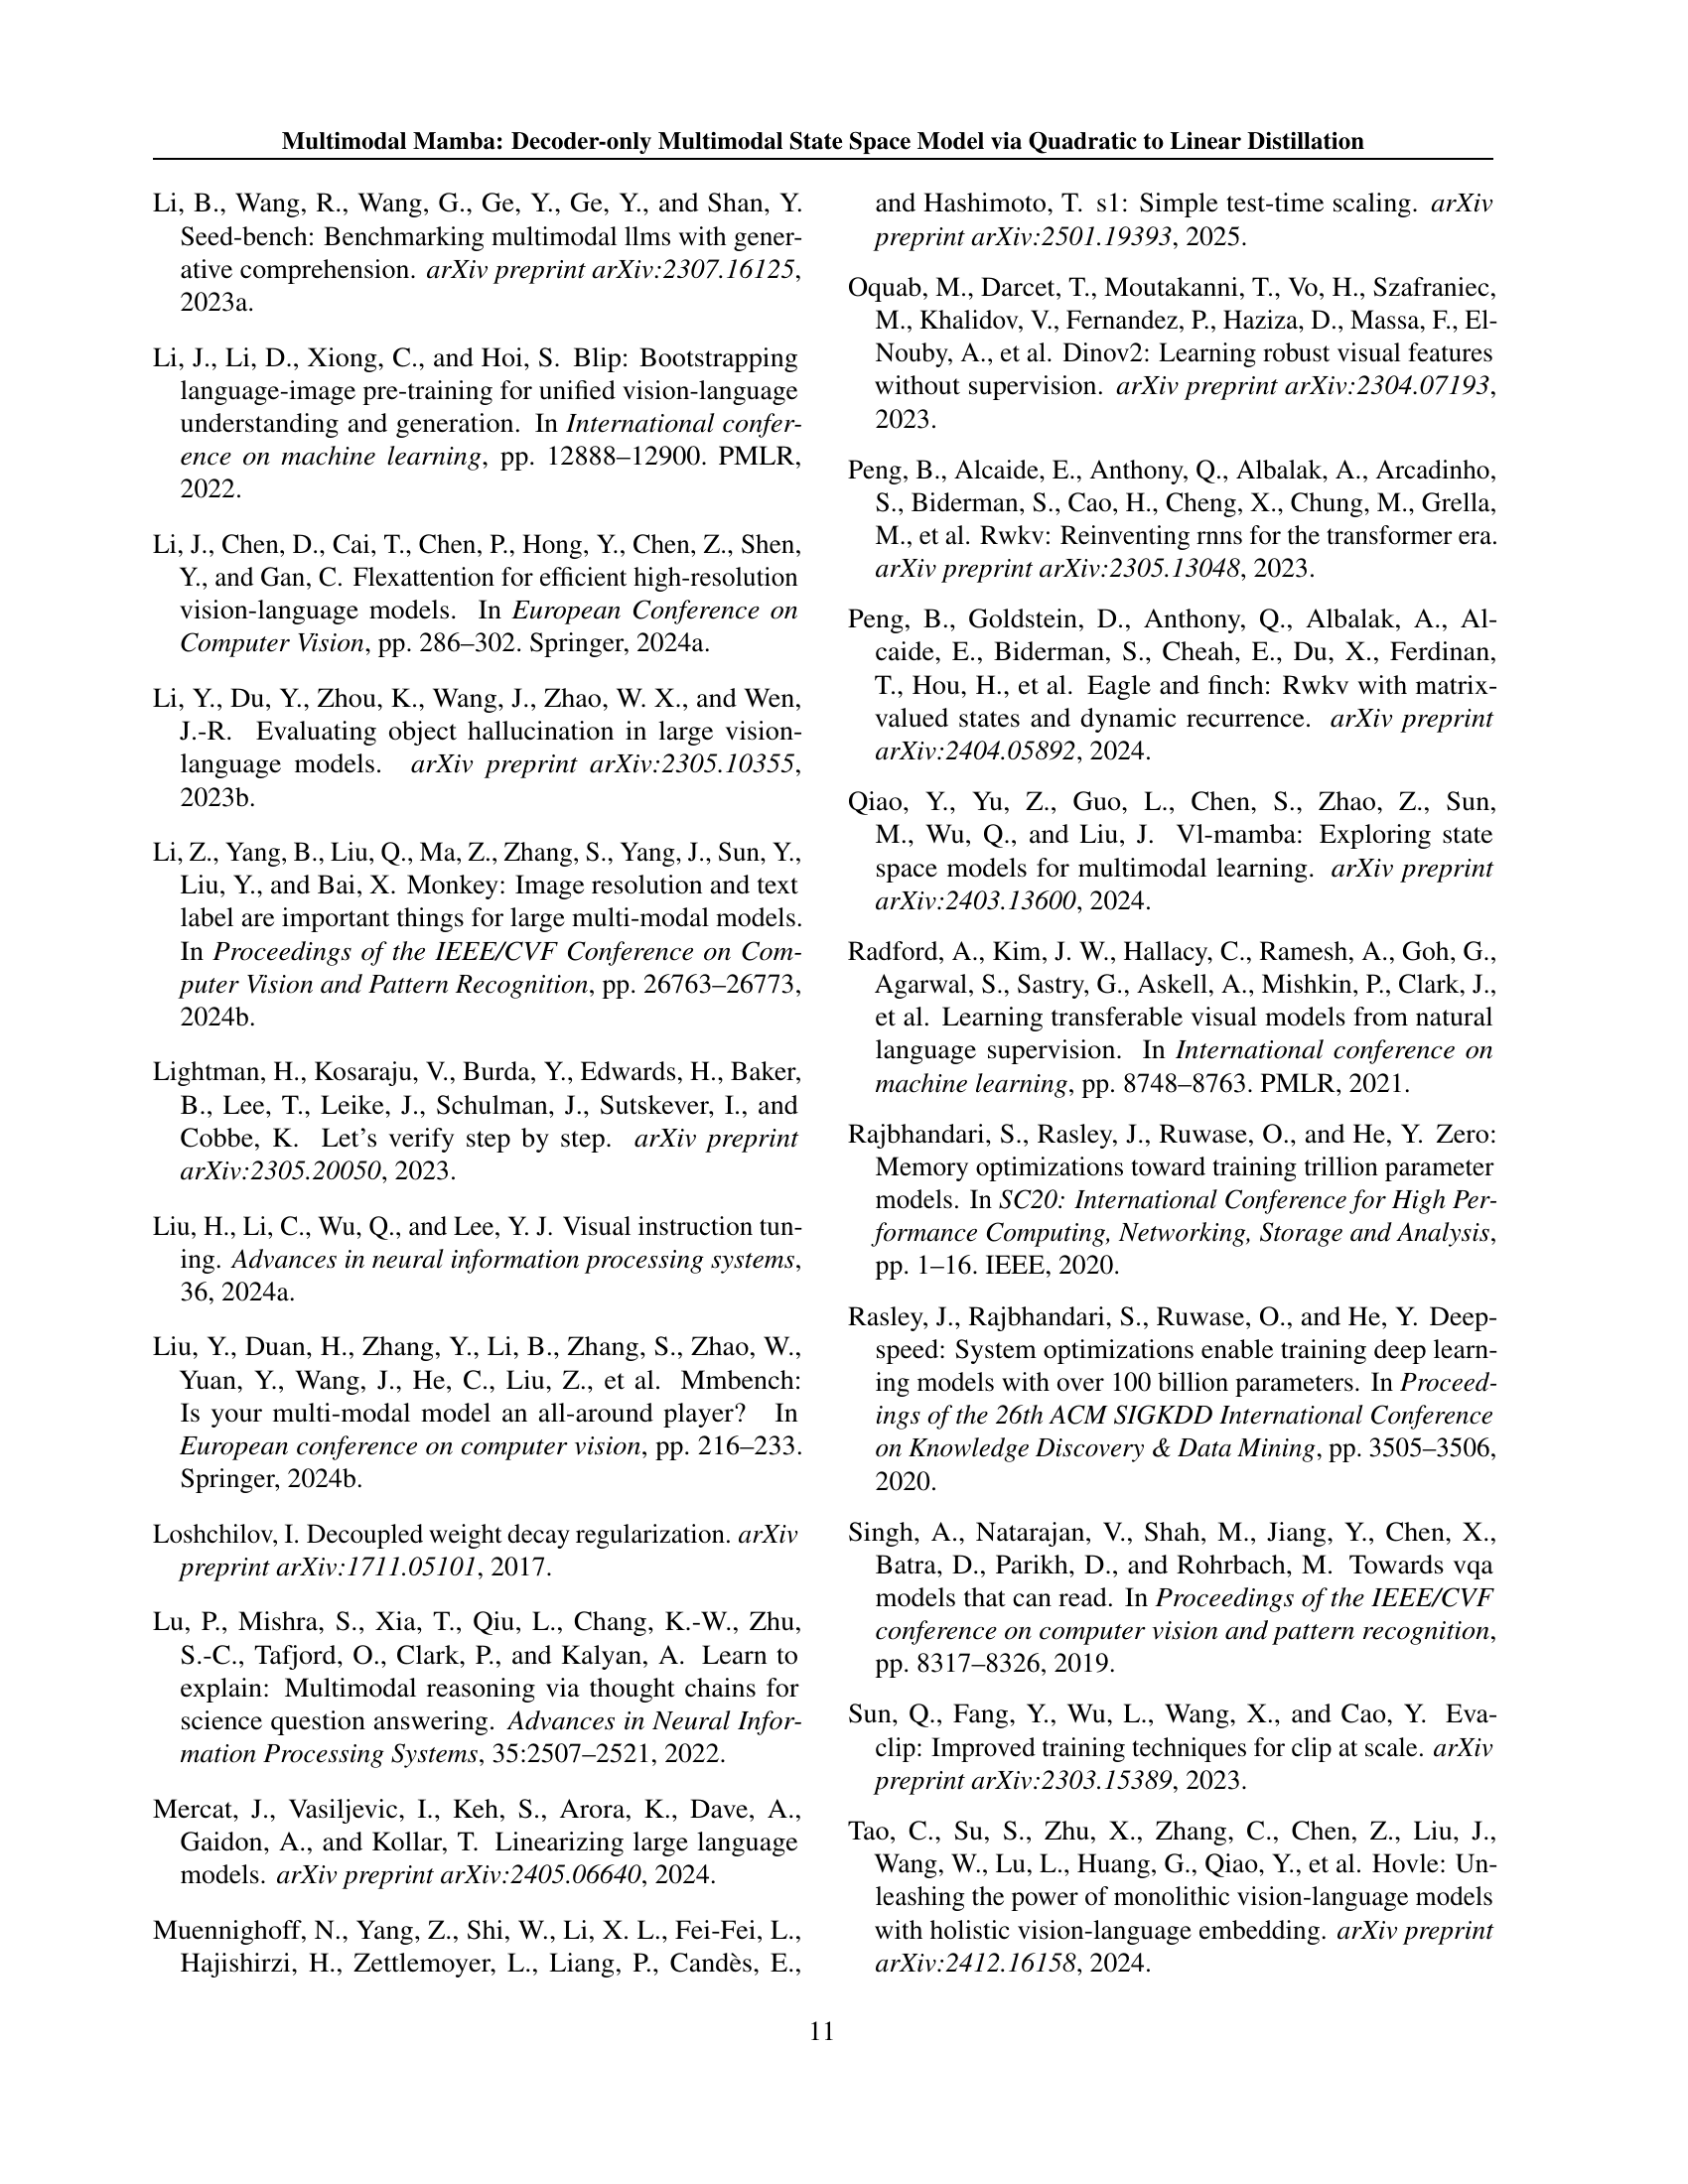 Multimodal Mamba: Decoder-only Multimodal State Space Model via Quadratic to Linear Distillation
Li, B., Wang, R., Wang, G., Ge, Y., Ge, Y., and Shan, Y.
Seed-bench: Benchmarking multimodal llms with gener-
ative comprehension. arXiv preprint arXiv:2307.16125,
2023a.
Li, J., Li, D., Xiong, C., and Hoi, S. Blip: Bootstrapping
language-image pre-training for unified vision-language
understanding and generation. In International confer-
ence on machine learning, pp. 12888–12900. PMLR,
2022.
Li, J., Chen, D., Cai, T., Chen, P., Hong, Y., Chen, Z., Shen,
Y., and Gan, C. Flexattention for efficient high-resolution
vision-language models. In European Conference on
Computer Vision, pp. 286–302. Springer, 2024a.
Li, Y., Du, Y., Zhou, K., Wang, J., Zhao, W. X., and Wen,
J.-R. Evaluating object hallucination in large vision-
language models. arXiv preprint arXiv:2305.10355,
2023b.
Li, Z., Yang, B., Liu, Q., Ma, Z., Zhang, S., Yang, J., Sun, Y.,
Liu, Y., and Bai, X. Monkey: Image resolution and text
label are important things for large multi-modal models.
In Proceedings of the IEEE/CVF Conference on Com-
puter Vision and Pattern Recognition, pp. 26763–26773,
2024b.
Lightman, H., Kosaraju, V., Burda, Y., Edwards, H., Baker,
B., Lee, T., Leike, J., Schulman, J., Sutskever, I., and
Cobbe, K. Let's verify step by step. arXiv preprint
arXiv:2305.20050, 2023.
Liu, H., Li, C., Wu, Q., and Lee, Y. J. Visual instruction tun-
ing. Advances in neural information processing systems,
36, 2024a.
Liu, Y., Duan, H., Zhang, Y., Li, B., Zhang, S., Zhao, W.,
Yuan, Y., Wang, J., He, C., Liu, Z., et al. Mmbench:
Is your multi-modal model an all-around player? In
European conference on computer vision, pp. 216–233.
Springer, 2024b.
Loshchilov, I. Decoupled weight decay regularization. arXiv
preprint arXiv:1711.05101, 2017.
Lu, P., Mishra, S., Xia, T., Qiu, L., Chang, K.-W., Zhu,
S.-C., Tafjord, O., Clark, P., and Kalyan, A. Learn to
explain: Multimodal reasoning via thought chains for
science question answering. Advances in Neural Infor-
mation Processing Systems, 35:2507–2521, 2022.
Mercat, J., Vasiljevic, I., Keh, S., Arora, K., Dave, A.,
Gaidon, A., and Kollar, T. Linearizing large language
models. arXiv preprint arXiv:2405.06640, 2024.
Muennighoff, N., Yang, Z., Shi, W., Li, X. L., Fei-Fei, L.,
Hajishirzi, H., Zettlemoyer, L., Liang, P., Candès, E.,
and Hashimoto, T. s1: Simple test-time scaling. arXiv
preprint arXiv:2501.19393, 2025.
Oquab, M., Darcet, T., Moutakanni, T., Vo, H., Szafraniec,
M., Khalidov, V., Fernandez, P., Haziza, D., Massa, F., El-
Nouby, A., et al. Dinov2: Learning robust visual features
without supervision. arXiv preprint arXiv:2304.07193,
2023.
Peng, B., Alcaide, E., Anthony, Q., Albalak, A., Arcadinho,
S., Biderman, S., Cao, H., Cheng, X., Chung, M., Grella,
M., et al. Rwkv: Reinventing rnns for the transformer era.
arXiv preprint arXiv:2305.13048, 2023.
Peng, B., Goldstein, D., Anthony, Q., Albalak, A., Al-
caide, E., Biderman, S., Cheah, E., Du, X., Ferdinan,
T., Hou, H., et al. Eagle and finch: Rwkv with matrix-
valued states and dynamic recurrence. arXiv preprint
arXiv:2404.05892, 2024.
Qiao, Y., Yu, Z., Guo, L., Chen, S., Zhao, Z., Sun,
M., Wu, Q., and Liu, J. Vl-mamba: Exploring state
space models for multimodal learning. arXiv preprint
arXiv:2403.13600, 2024.
Radford, A., Kim, J. W., Hallacy, C., Ramesh, A., Goh, G.,
Agarwal, S., Sastry, G., Askell, A., Mishkin, P., Clark, J.,
et al. Learning transferable visual models from natural
language supervision. In International conference on
machine learning, pp. 8748–8763. PMLR, 2021.
Rajbhandari, S., Rasley, J., Ruwase, O., and He, Y. Zero:
Memory optimizations toward training trillion parameter
models. In SC20: International Conference for High Per-
formance Computing, Networking, Storage and Analysis,
pp. 1–16. IEEE, 2020.
Rasley, J., Rajbhandari, S., Ruwase, O., and He, Y. Deep-
speed: System optimizations enable training deep learn-
ing models with over 100 billion parameters. In Proceed-
ings of the 26th ACM SIGKDD International Conference
on Knowledge Discovery & Data Mining, pp. 3505–3506,
2020.
Singh, A., Natarajan, V., Shah, M., Jiang, Y., Chen, X.,
Batra, D., Parikh, D., and Rohrbach, M. Towards vqa
models that can read. In Proceedings of the IEEE/CVF
conference on computer vision and pattern recognition,
pp. 8317–8326, 2019.
Sun, Q., Fang, Y., Wu, L., Wang, X., and Cao, Y. Eva-
clip: Improved training techniques for clip at scale. arXiv
preprint arXiv:2303.15389, 2023.
Tao, C., Su, S., Zhu, X., Zhang, C., Chen, Z., Liu, J.,
Wang, W., Lu, L., Huang, G., Qiao, Y., et al. Hovle: Un-
leashing the power of monolithic vision-language models
with holistic vision-language embedding. arXiv preprint
arXiv:2412.16158, 2024.
11